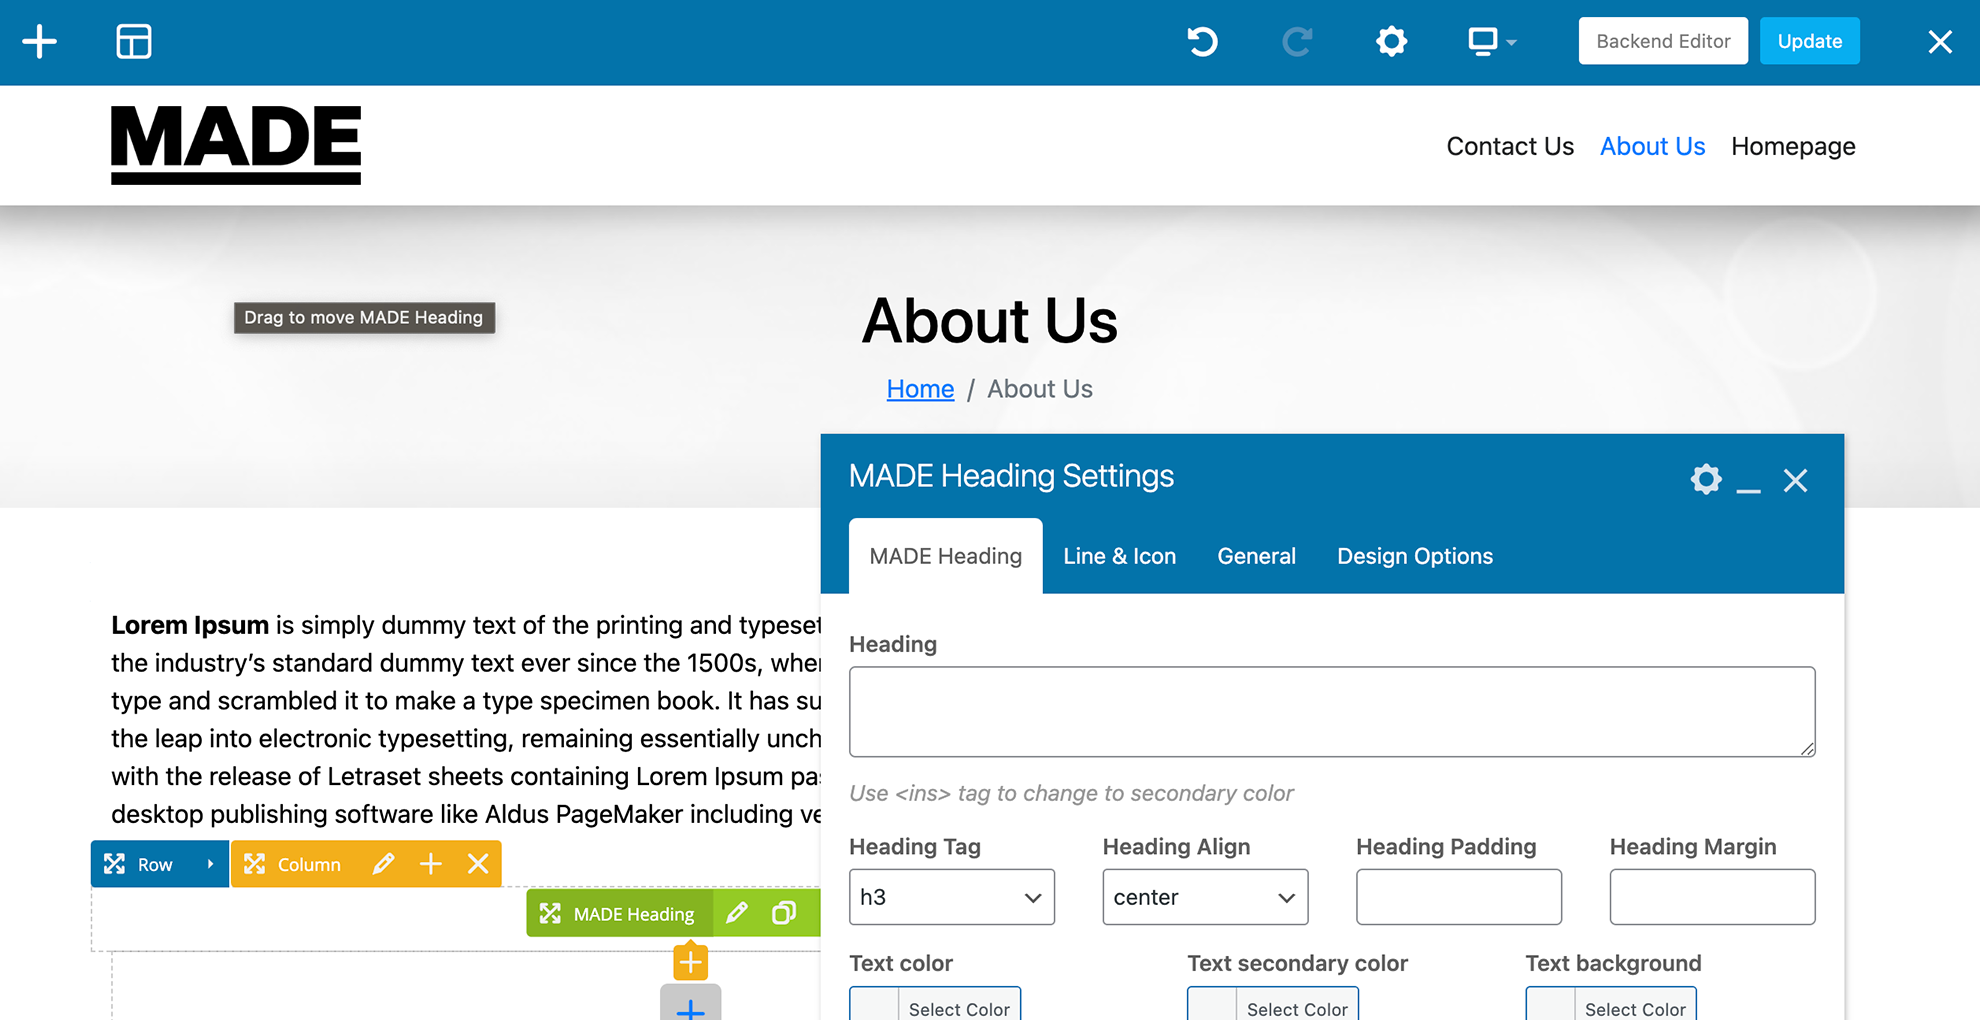 Backend Editor
Update
MADE
Contact Us
About Us
Homepage
Drag to move MADE Heading
About Us
Home / About Us
MADE Heading Settings
MADE Heading
Line & Icon
General
Design Options
Lorem Ipsum is simply dummy text of the printing and typeset
the industry’s standard dummy text ever since the 1500s, when
type and scrambled it to make a type specimen book. It has su
the leap into electronic typesetting, remaining essentially unch
with the release of Letraset sheets containing Lorem Ipsum pas
desktop publishing software like Aldus PageMaker including ve
Row
Column
MADE Heading
Heading
Use <ins> tag to change to secondary color
Heading Tag
Heading Align
Heading Padding
Heading Margin
h3
center
Text color
Text secondary color
Text background
Select Color
Select Color
Select Color